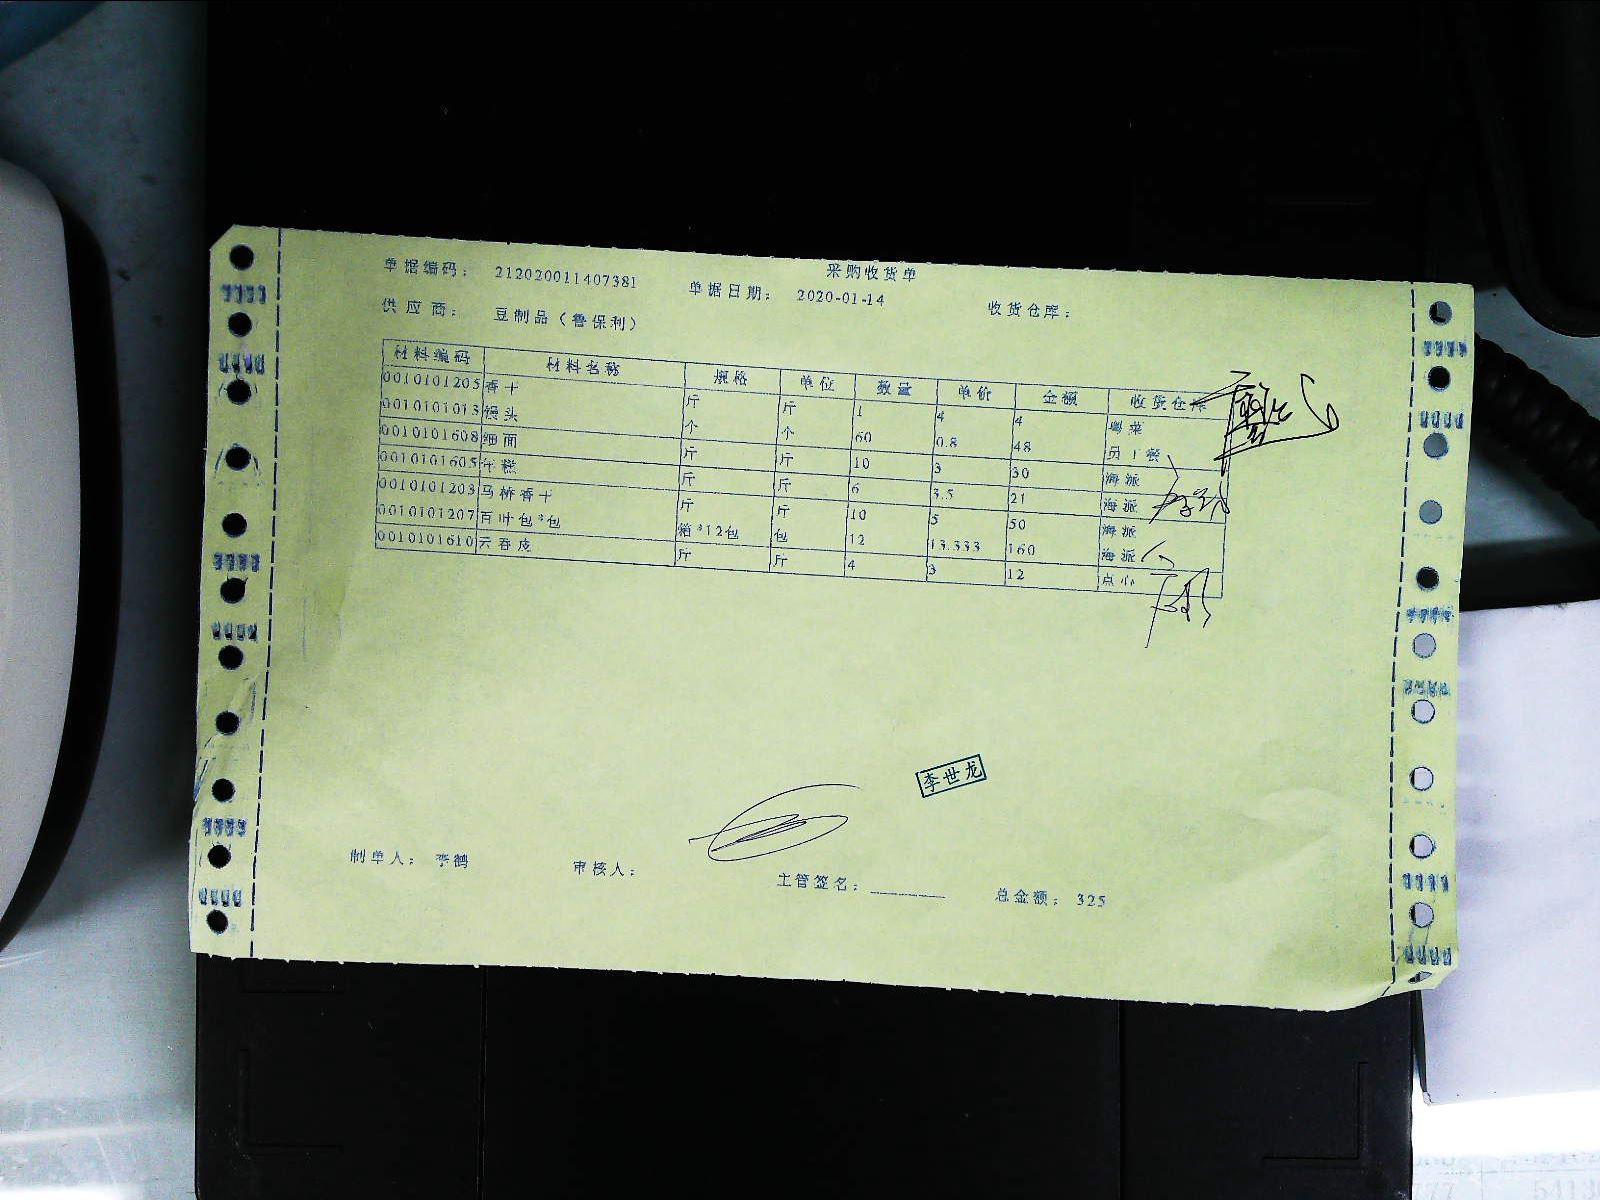 采购收货单
单据编码： 212020011407381 单据日期： 2020-01-14 收货仓库：
供应商： 豆制品（鲁保利）
材料编码 材料名称 规格 单位 数量 单价 金额 收货仓库
0010101205 香干 斤 斤 1 4 4 粤菜
0010101013 馒头 个 个 60 0.8 48 员工餐
0010101608 细面 斤 斤 10 3 30 海派
0010101605 年糕 斤 斤 6 3.5 21 海派
0010101203 马桥香干 斤 斤 10 5 50 海派
0010101207 百叶包*包 箱*12包 包 12 13.333 160 海派
0010101610 云吞皮 斤 斤 4 3 12 点心
李世龙
制单人： 李鹤 审核人： 主管签名：________ 总金额： 325